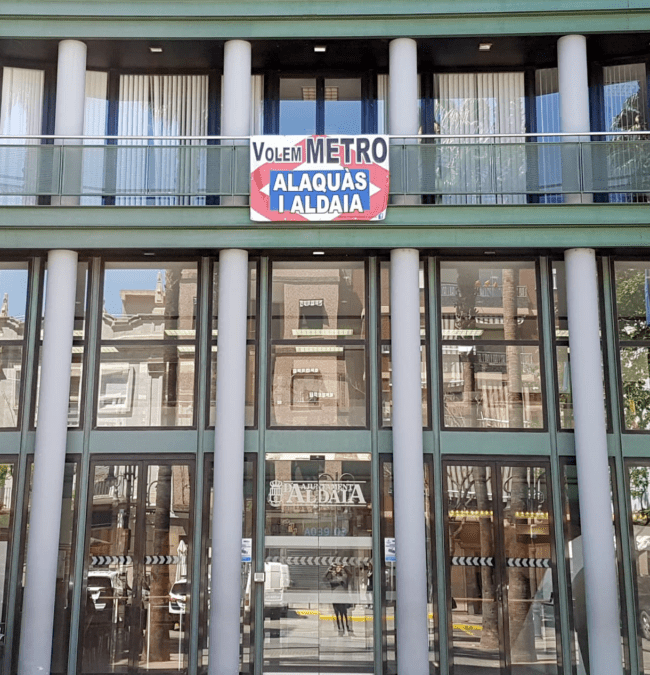 Volem METRO
ALAQUÀS
I ALDAIA
AJUNTAMENT
D'ALDAIA